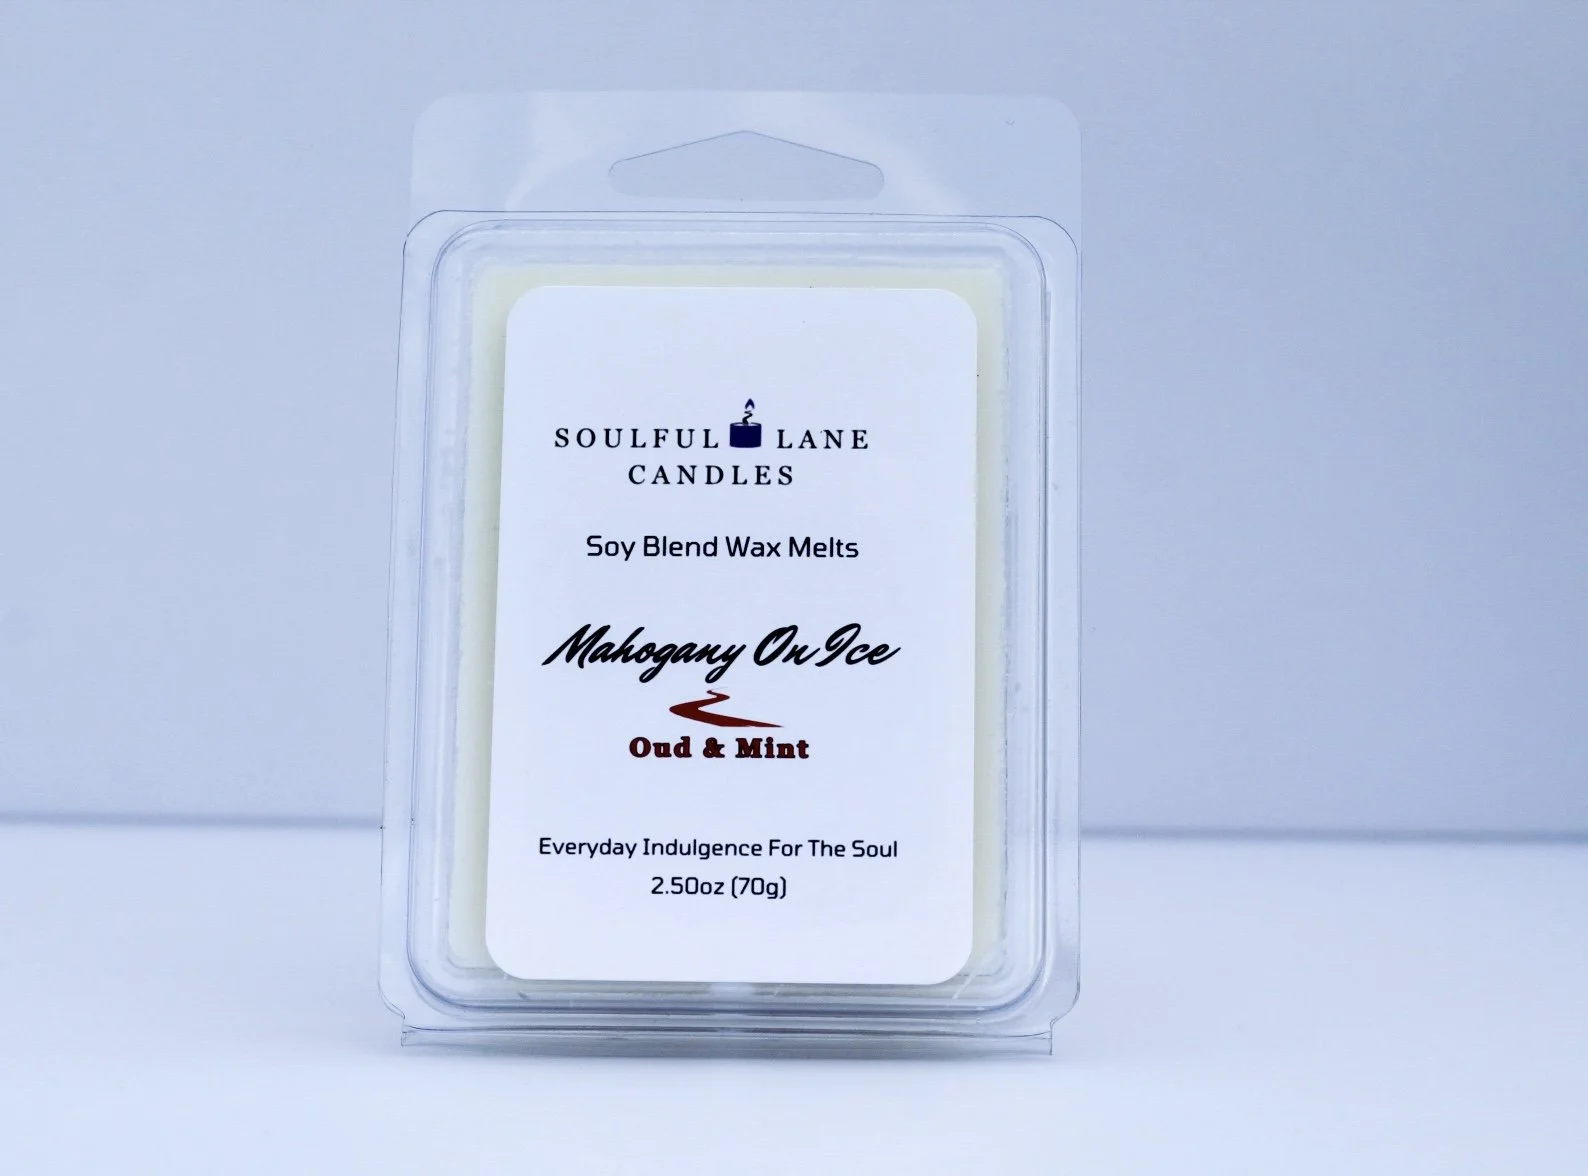 SOULFUL LANE
CANDLES
Soy Blend Wax Melts
Mahogany On Ice
Oud & Mint
Everyday Indulgence For The Soul
2.50oz (70g)